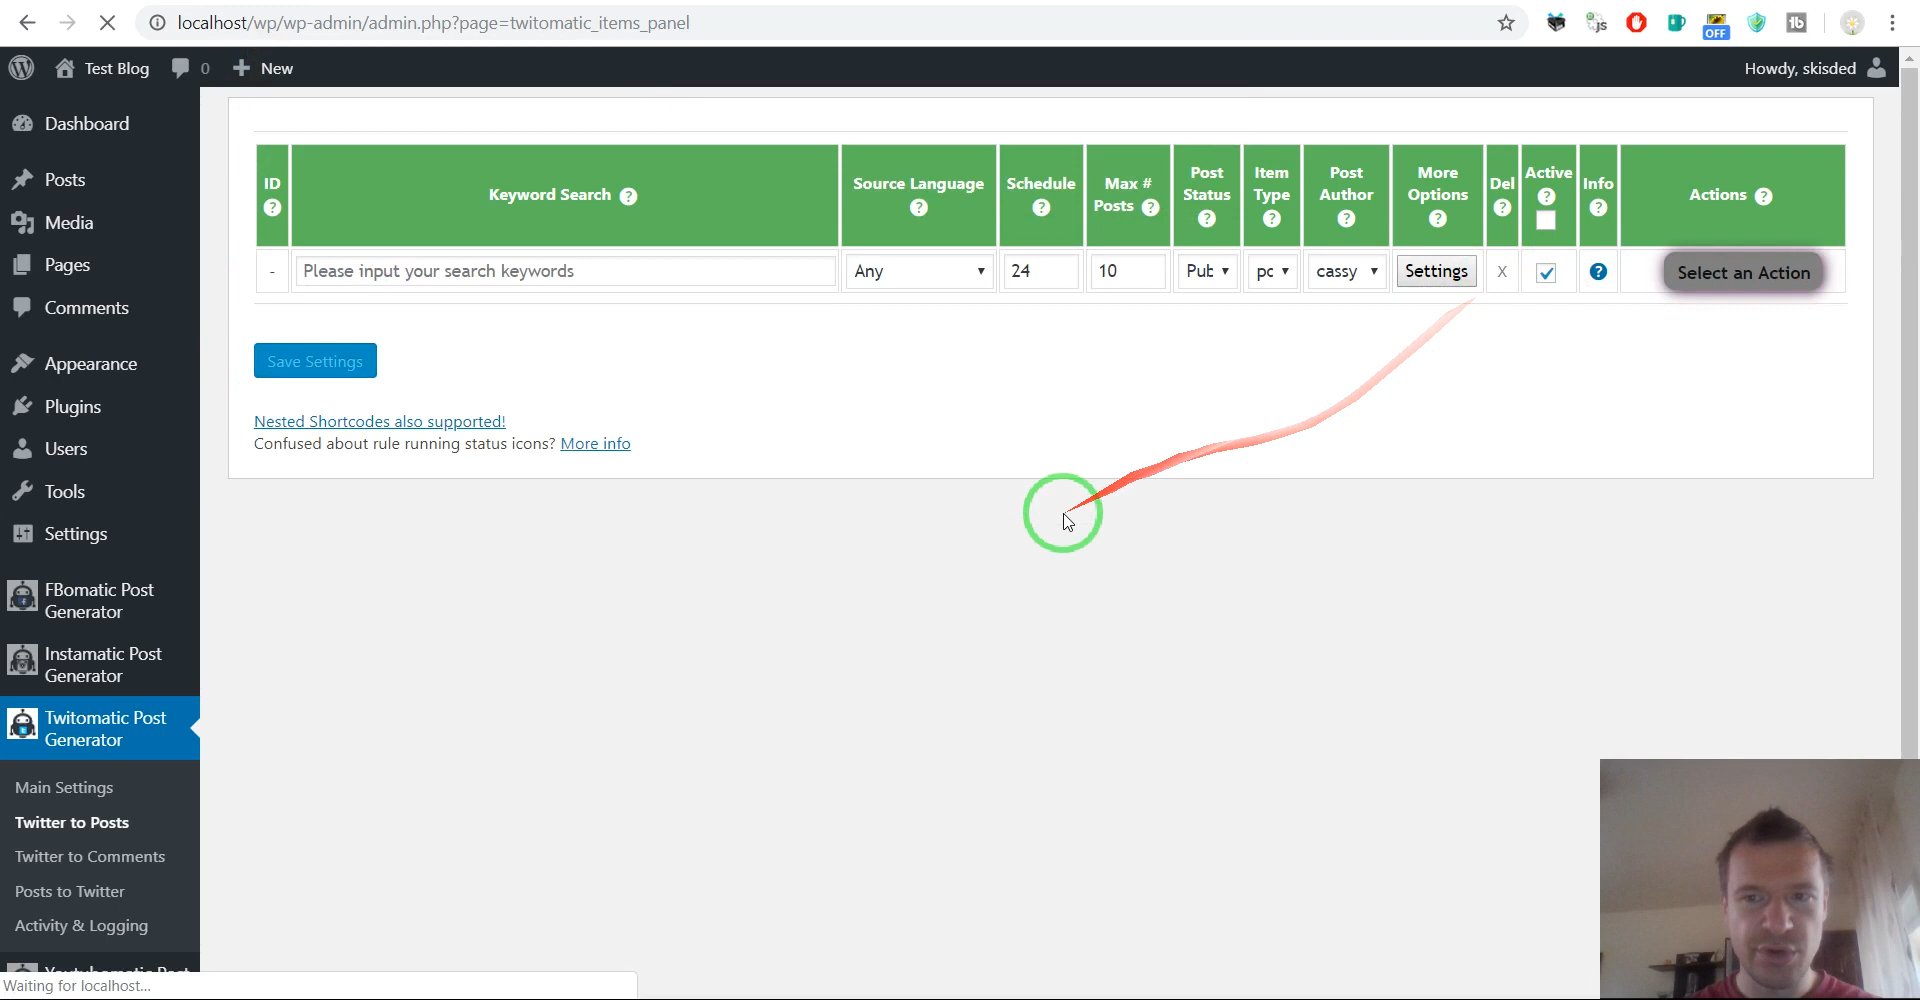 localhost/wp/wp-admin/admin.php?page=twitomatic_items_panel
OFF
Test Blog 0 New
Howdy, skisded
Dashboard
Posts
Media
Pages
Comments
Appearance
Plugins
Users
Tools
Settings
FBomatic Post
Generator
Instamatic Post
Generator
Twitomatic Post
Generator
Main Settings
Twitter to Posts
Twitter to Comments
Posts to Twitter
Activity & Logging
Waiting for localhost...
ID
Keyword Search
Source Language
Schedule
Max #
Posts
Post
Status
Item
Type
Post
Author
More
Options
Del
Active
Info
Actions
-
Please input your search keywords
Any
24
10
Put
pc
cassy
Settings
X
Select an Action
Save Settings
Nested Shortcodes also supported!
Confused about rule running status icons? More info